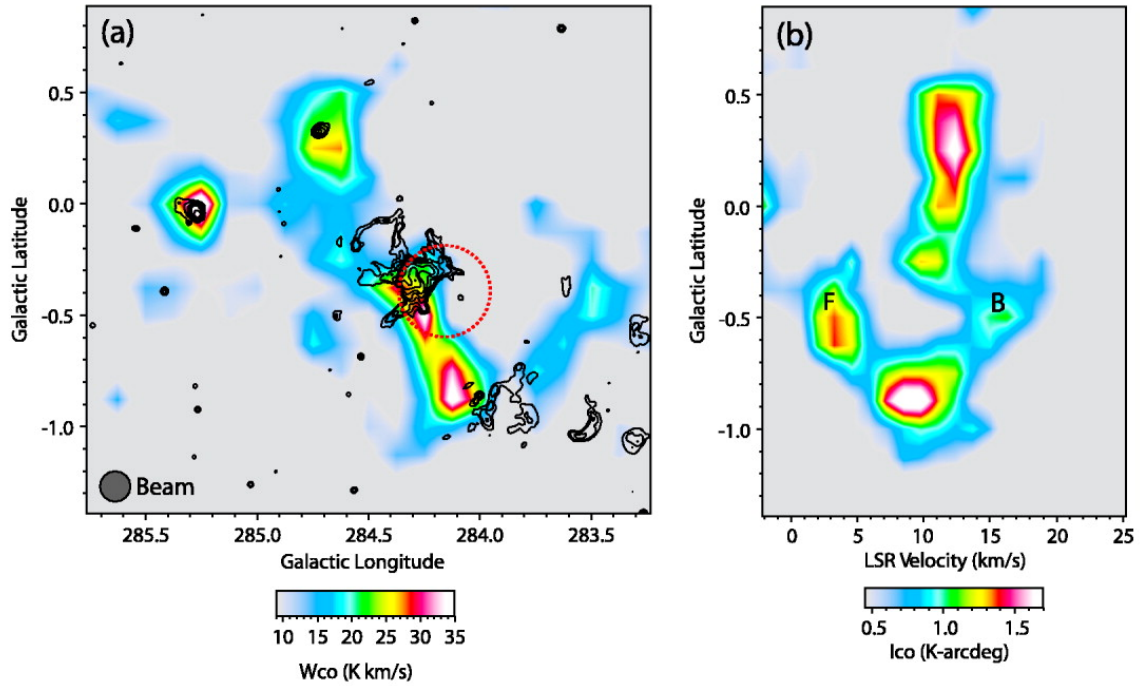 (a)
(b)
0.5
0.0
-0.5
-1.0
Galactic Latitude
Beam
285.5 285.0 284.5 284.0 283.5
Galactic Longitude
10 15 20 25 30 35
Wco (K km/s)
0.5
0.0
-0.5
-1.0
Galactic Latitude
F
B
0 5 10 15 20 25
LSR Velocity (km/s)
0.5 1.0 1.5
Ico (K-arcdeg)